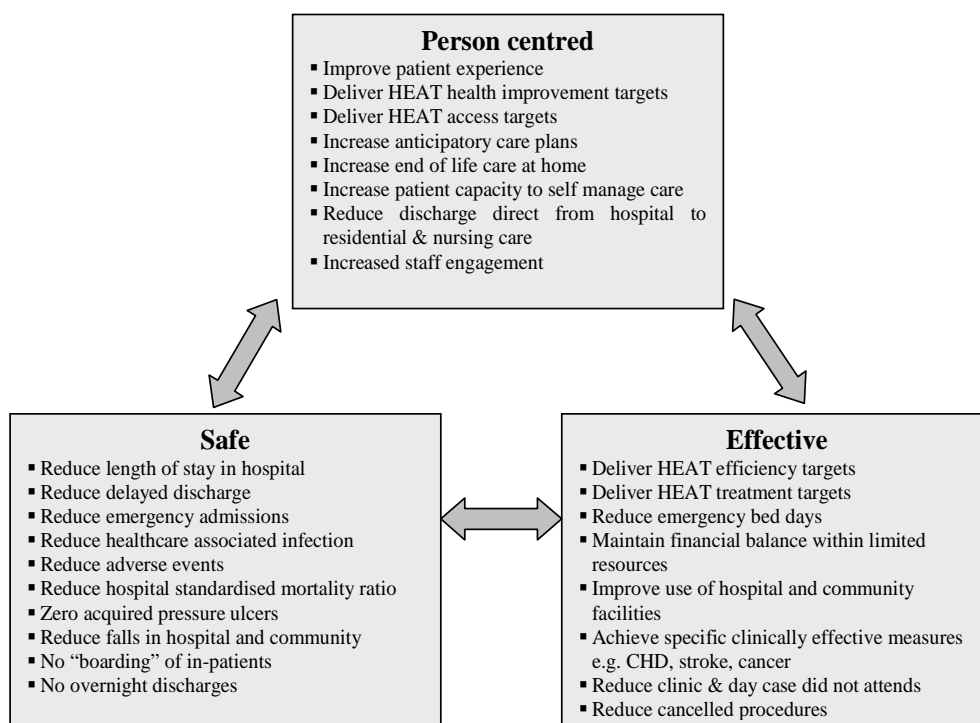 Person centred
▪ Improve patient experience
▪ Deliver HEAT health improvement targets
▪ Deliver HEAT access targets
▪ Increase anticipatory care plans
▪ Increase end of life care at home
▪ Increase patient capacity to self manage care
▪ Reduce discharge direct from hospital to
residential & nursing care
▪ Increased staff engagement
Safe
▪ Reduce length of stay in hospital
▪ Reduce delayed discharge
▪ Reduce emergency admissions
▪ Reduce healthcare associated infection
▪ Reduce adverse events
▪ Reduce hospital standardised mortality ratio
▪ Zero acquired pressure ulcers
▪ Reduce falls in hospital and community
▪ No “boarding” of in-patients
▪ No overnight discharges
Effective
▪ Deliver HEAT efficiency targets
▪ Deliver HEAT treatment targets
▪ Reduce emergency bed days
▪ Maintain financial balance within limited
resources
▪ Improve use of hospital and community
facilities
▪ Achieve specific clinically effective measures
e.g. CHD, stroke, cancer
▪ Reduce clinic & day case did not attends
▪ Reduce cancelled procedures